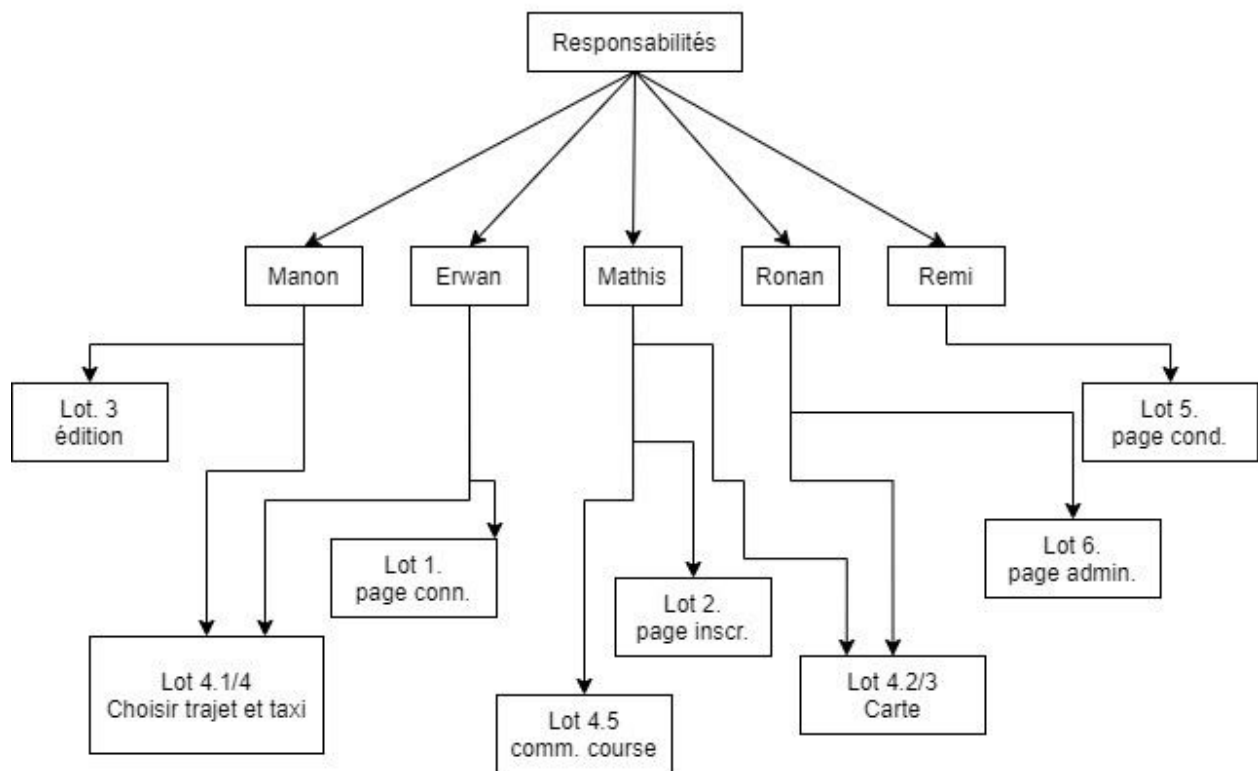 Responsabilités
Manon
Erwan
Mathis
Ronan
Remi
Lot. 3
édition
Lot 5.
page cond.
Lot 1.
page conn.
Lot 6.
page admin.
Lot 2.
page inscr.
Lot 4.1/4
Choisir trajet et taxi
Lot 4.2/3
Carte
Lot 4.5
comm. course